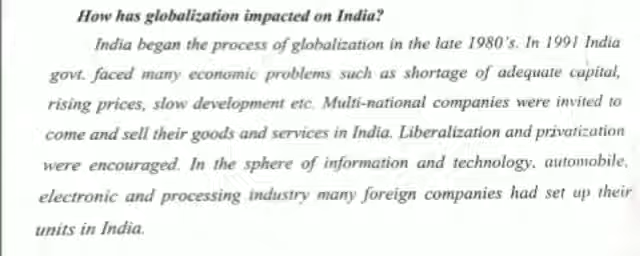 How has globalization impacted on India?
India began the process of globalization in the late 1980's. In 1991 India
govt. faced many economic problems such as shortage of adequate capital,
rising prices, slow development etc. Multi-national companies were invited to
come and sell their goods and services in India. Liberalization and privatization
were encouraged. In the sphere of information and technology, automobile,
electronic and processing industry many foreign companies had set up their
units in India.